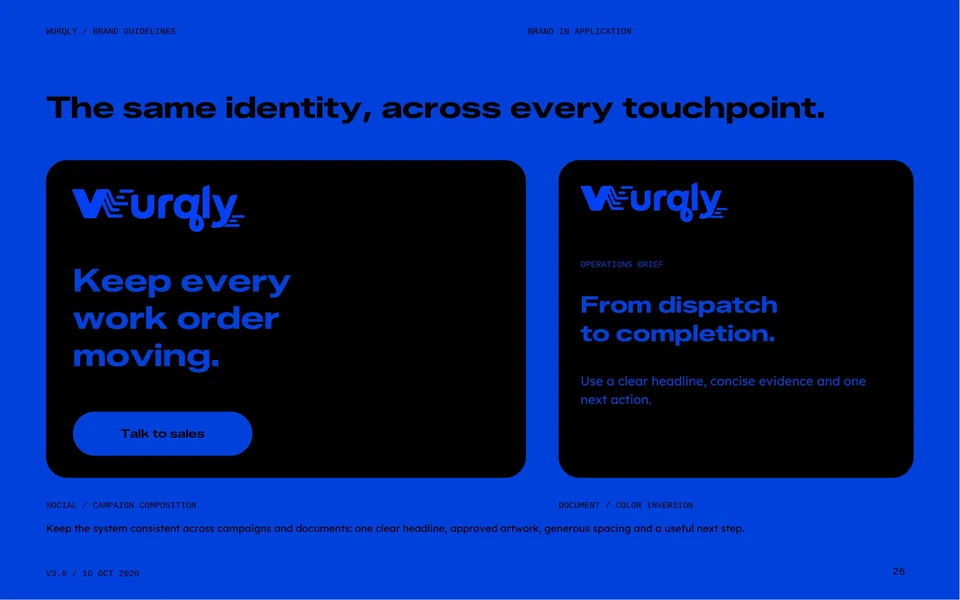 WURQLY / BRAND GUIDELINES
BRAND IN APPLICATION
The same identity, across every touchpoint.
Wurqly
Keep every
work order
moving.
Talk to sales
Wurqly
OPERATIONS BRIEF
From dispatch
to completion.
Use a clear headline, concise evidence and one
next action.
SOCIAL / CAMPAIGN COMPOSITION
DOCUMENT / COLOR INVERSION
Keep the system consistent across campaigns and documents: one clear headline, approved artwork, generous spacing and a useful next step.
V3.0 / 16 OCT 2026
26